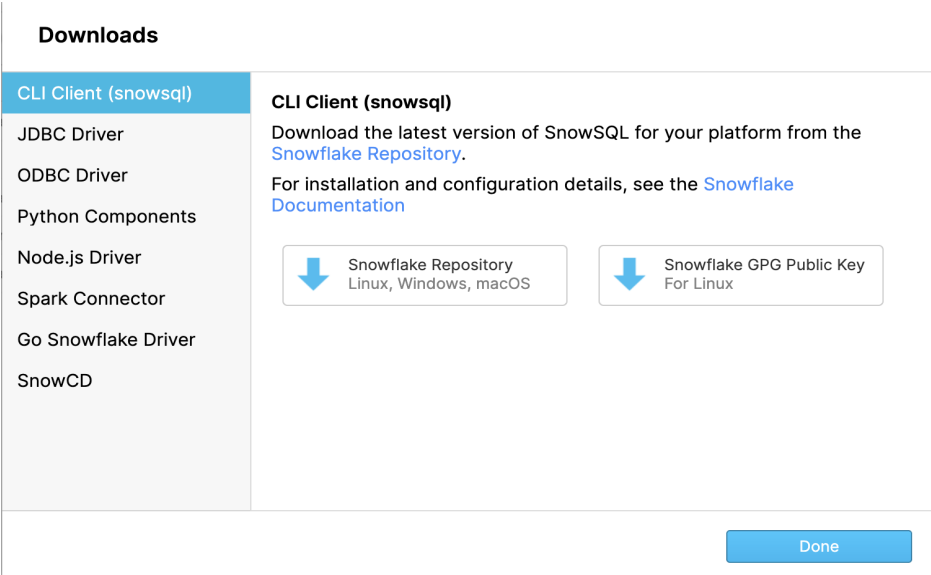 Downloads
CLI Client (snowsql)
JDBC Driver
ODBC Driver
Python Components
Node.js Driver
Spark Connector
Go Snowflake Driver
SnowCD
CLI Client (snowsql)
Download the latest version of SnowSQL for your platform from the
Snowflake Repository.
For installation and configuration details, see the Snowflake
Documentation
Snowflake Repository
Linux, Windows, macOS
Snowflake GPG Public Key
For Linux
Done